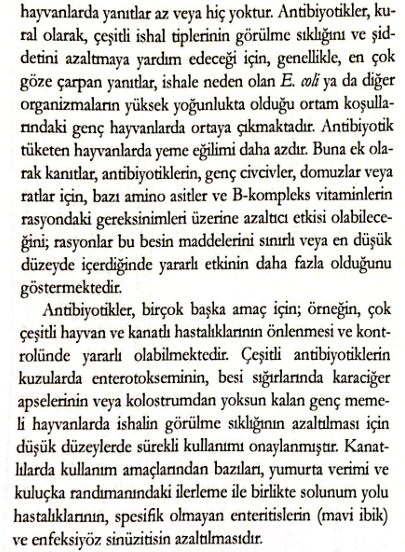 hayvanlarda yanıtlar az veya hiç yoktur. Antibiyotikler, ku-
ral olarak, çeşitli ishal tiplerinin görülme sıklığını ve şid-
detini azaltmaya yardım edeceği için, genellikle, en çok
göze çarpan yanıtlar, ishale neden olan E. coli ya da diğer
organizmaların yüksek yoğunlukta olduğu ortam koşulla-
rındaki genç hayvanlarda ortaya çıkmaktadır. Antibiyotik
tüketen hayvanlarda yeme eğilimi daha azdır. Buna ek ola-
rak kanıtlar, antibiyotiklerin, genç civcivler, domuzlar veya
ratlar için, bazı amino asitler ve B-kompleks vitaminlerin
rasyondaki gereksinimleri üzerine azaltıcı etkisi olabilece-
ğini; rasyonlar bu besin maddelerini sınırlı veya en düşük
düzeyde içerdiğinde yararlı etkinin daha fazla olduğunu
göstermektedir.
Antibiyotikler, birçok başka amaç için; örneğin, çok
çeşitli hayvan ve kanatlı hastalıklarının önlenmesi ve kont-
rolünde yararlı olabilmektedir. Çeşitli antibiyotiklerin
kuzularda enterotokseminin, besi sığırlarında karaciğer
apselerinin veya kolostrumdan yoksun kalan genç meme-
li hayvanlarda ishalin görülme sıklığının azaltılması için
düşük düzeylerde sürekli kullanımı onaylanmıştır. Kanat-
lılarda kullanım amaçlarından bazıları, yumurta verimi ve
kuluçka randımanındaki ilerleme ile birlikte solunum yolu
hastalıklarının, spesifik olmayan enteritislerin (mavi ibik)
ve enfeksiyöz sinüzitisin azaltılmasıdır.